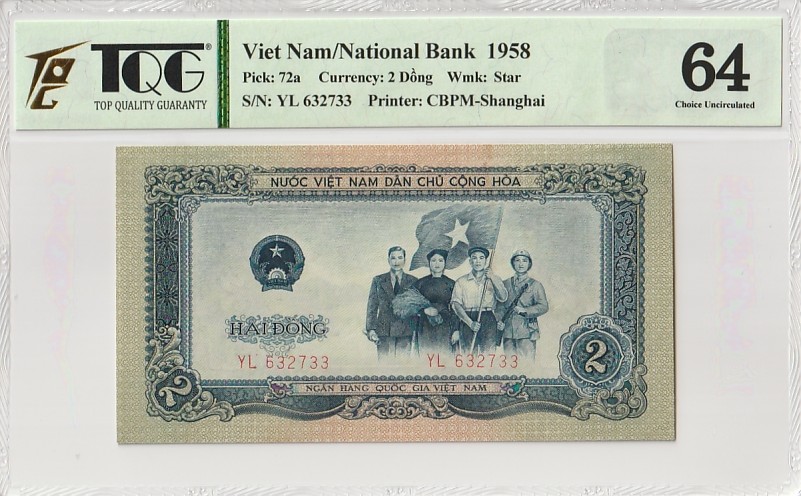 TQG®
TOP QUALITY GUARANTY
Viet Nam/National Bank 1958
Pick: 72a Currency: 2 Dồng Wmk: Star
S/N: YL 632733 Printer: CBPM-Shanghai
64
Choice Uncirculated
NƯỚC VIỆT NAM DÂN CHỦ CỘNG HÒA
HAI ĐỒNG
YL 632733 YL 632733
2 2
NGÂN HÀNG QUỐC GIA VIỆT NAM